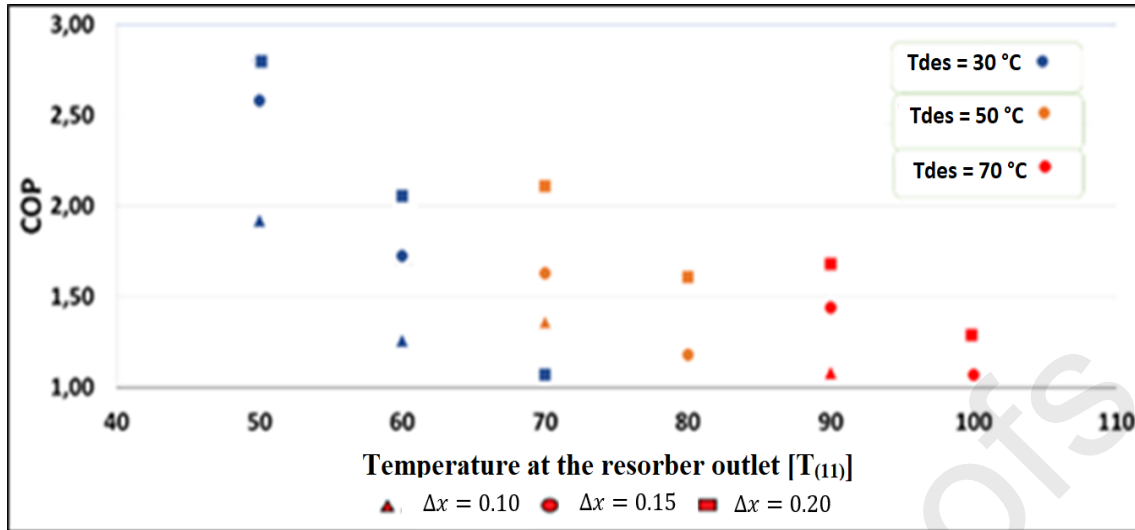 3,00
2,50
2,00
1,50
1,00
COP
Tdes = 30 °C
Tdes = 50 °C
Tdes = 70 °C
40 50 60 70 80 90 100 110
Temperature at the resorber outlet [T₍₁₁₎]
Δx = 0.10 Δx = 0.15 Δx = 0.20
ofs